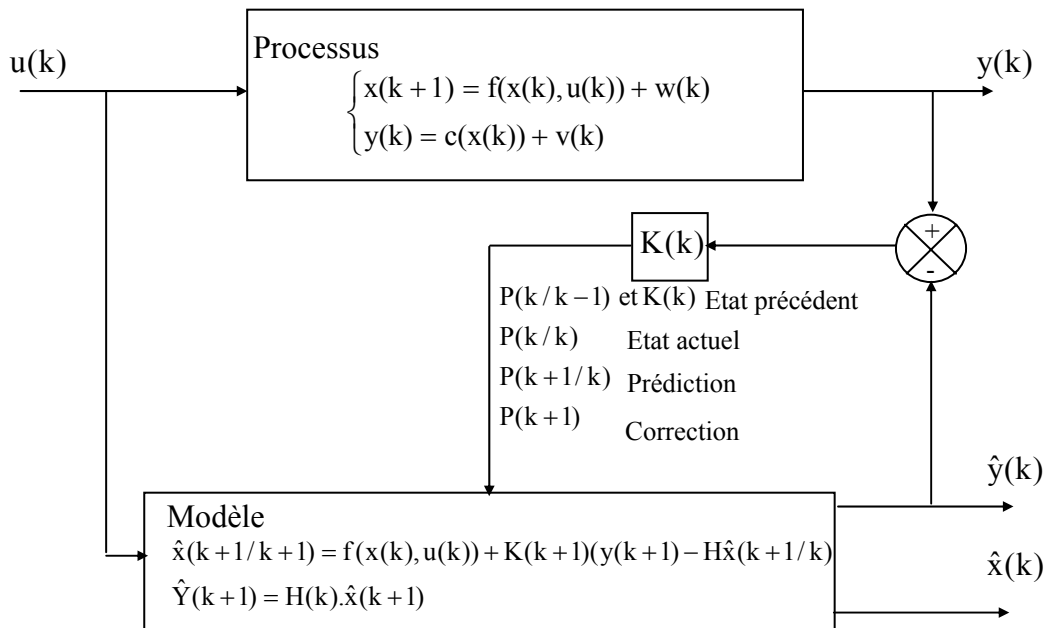 Processus
u(k)
y(k)
x(k + 1) = f(x(k), u(k)) + w(k)
y(k) = c(x(k)) + v(k)
+
K(k)
-
P(k / k − 1) et K(k) Etat précédent
P(k / k) Etat actuel
P(k + 1 / k) Prédiction
P(k + 1) Correction
ŷ(k)
Modèle
x̂(k + 1 / k + 1) = f(x(k), u(k)) + K(k + 1)(y(k + 1) − Hx̂(k + 1 / k)
x̂(k)
Ŷ(k + 1) = H(k).x̂(k + 1)